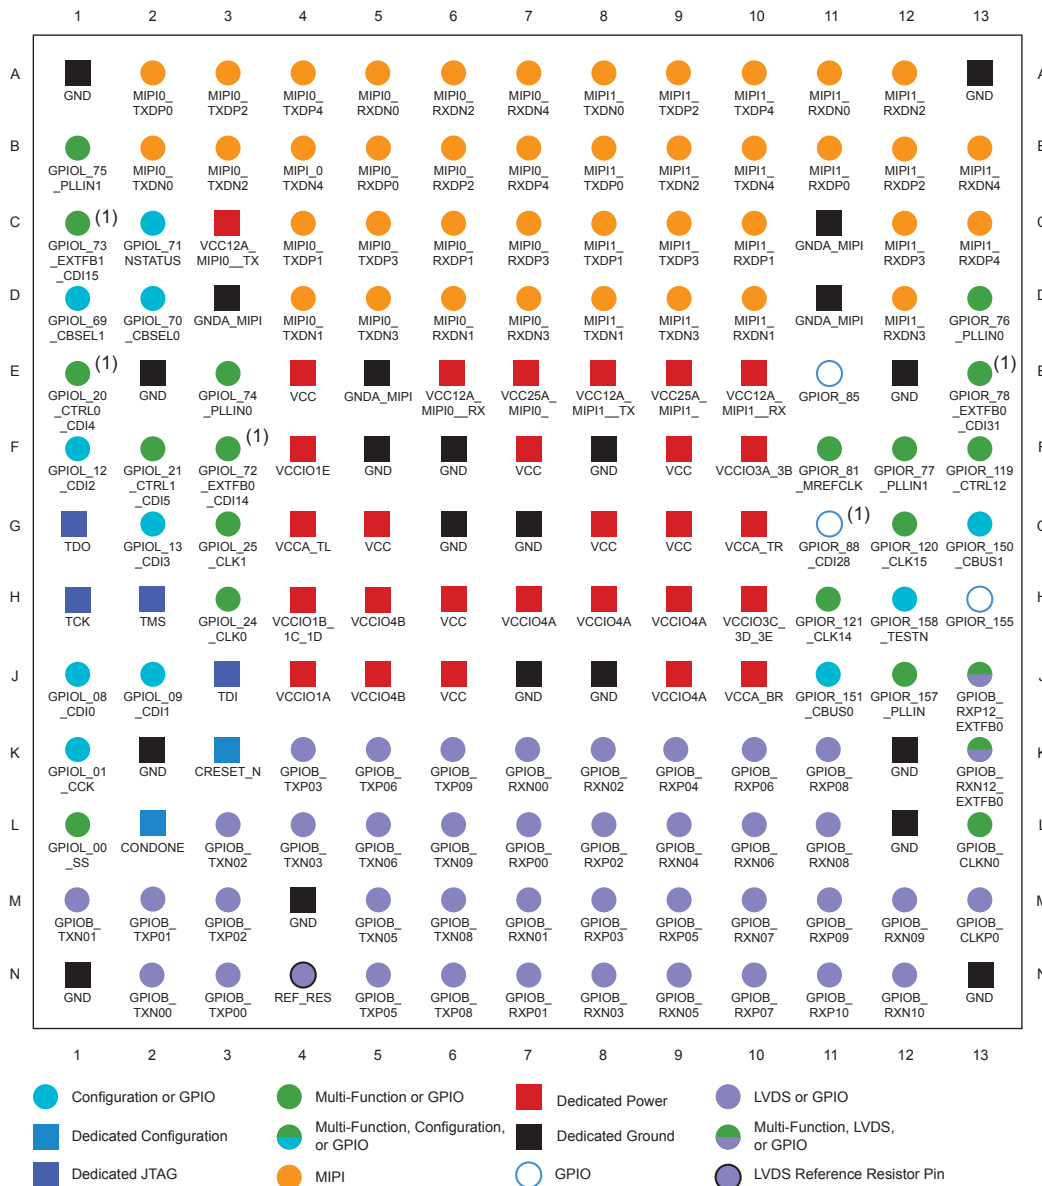 1 2 3 4 5 6 7 8 9 10 11 12 13
A A
GND MIPI0_ MIPI0_ MIPI0_ MIPI0_ MIPI0_ MIPI0_ MIPI1_ MIPI1_ MIPI1_ MIPI1_ MIPI1_ GND
TXDP0 TXDP2 TXDP4 RXDN0 RXDN2 RXDN4 TXDN0 TXDP2 TXDP4 RXDN0 RXDN2
B
GPIOL_75 MIPI0_ MIPI0_ MIPI_0 MIPI0_ MIPI0_ MIPI0_ MIPI1_ MIPI1_ MIPI1_ MIPI1_ MIPI1_ MIPI1_
_PLLIN1 TXDN0 TXDN2 TXDN4 RXDP0 RXDP2 RXDP4 TXDP0 TXDN2 TXDN4 RXDP0 RXDP2 RXDN4
C (1)
GPIOL_73 GPIOL_71 VCC12A_ MIPI0_ MIPI0_ MIPI0_ MIPI0_ MIPI1_ MIPI1_ MIPI1_ GNDA_MIPI MIPI1_ MIPI1_
_EXTFB1 NSTATUS MIPI0__TX TXDP1 TXDP3 RXDP1 RXDP3 TXDP1 TXDP3 RXDP1 RXDP3 RXDP4
_CDI15
D
GPIOL_69 GPIOL_70 GNDA_MIPI MIPI0_ MIPI0_ MIPI0_ MIPI0_ MIPI1_ MIPI1_ MIPI1_ GNDA_MIPI MIPI1_ GPIOR_76
_CBSEL1 _CBSEL0 TXDN1 TXDN3 RXDN1 RXDN3 TXDN1 TXDN3 RXDN1 RXDN3 _PLLIN0
E (1) (1)
GPIOL_20 GND GPIOL_74 VCC GNDA_MIPI VCC12A_ VCC25A_ VCC12A_ VCC25A_ VCC12A_ GPIOR_85 GND GPIOR_78
_CTRL0 _PLLIN0 MIPI0__RX MIPI0_ MIPI1__TX MIPI1_ MIPI1__RX _EXTFB0
_CDI4 _CDI31
F (1)
GPIOL_12 GPIOL_21 GPIOL_72 VCCIO1E GND GND VCC GND VCC VCCIO3A_3B GPIOR_81 GPIOR_77 GPIOR_119
_CDI2 _CTRL1 _EXTFB0 _MREFCLK _PLLIN1 _CTRL12
_CDI5 _CDI14
G (1)
TDO GPIOL_13 GPIOL_25 VCCA_TL VCC GND GND VCC VCC VCCA_TR GPIOR_88 GPIOR_120 GPIOR_150
_CDI3 _CLK1 _CDI28 _CLK15 _CBUS1
H
TCK TMS GPIOL_24 VCCIO1B_ VCCIO4B VCC VCCIO4A VCCIO4A VCCIO4A VCCIO3C_ GPIOR_121 GPIOR_158 GPIOR_155
_CLK0 1C_1D 3D_3E _CLK14 _TESTN
J
GPIOL_08 GPIOL_09 TDI VCCIO1A VCCIO4B VCC GND GND VCCIO4A VCCA_BR GPIOR_151 GPIOR_157 GPIOB_
_CDI0 _CDI1 _CBUS0 _PLLIN RXP12_
EXTFB0
K
GPIOL_01 GND CRESET_N GPIOB_ GPIOB_ GPIOB_ GPIOB_ GPIOB_ GPIOB_ GPIOB_ GPIOB_ GND GPIOB_
_CCK TXP03 TXP06 TXP09 RXN00 RXN02 RXP04 RXP06 RXP08 RXN12_
EXTFB0
L
GPIOL_00 CONDONE GPIOB_ GPIOB_ GPIOB_ GPIOB_ GPIOB_ GPIOB_ GPIOB_ GPIOB_ GPIOB_ GND GPIOB_
_SS TXN02 TXN03 TXN06 TXN09 RXP00 RXP02 RXN04 RXN06 RXN08 CLKN0
M
GPIOB_ GPIOB_ GPIOB_ GND GPIOB_ GPIOB_ GPIOB_ GPIOB_ GPIOB_ GPIOB_ GPIOB_ GPIOB_ GPIOB_
TXN01 TXP01 TXP02 TXN05 TXN08 RXN01 RXP03 RXP05 RXN07 RXP09 RXN09 CLKP0
N
GND GPIOB_ GPIOB_ REF_RES GPIOB_ GPIOB_ GPIOB_ GPIOB_ GPIOB_ GPIOB_ GPIOB_ GPIOB_ GND
TXN00 TXP00 TXP05 TXP08 RXP01 RXN03 RXN05 RXP07 RXP10 RXN10
1 2 3 4 5 6 7 8 9 10 11 12 13
Configuration or GPIO Multi-Function or GPIO Dedicated Power LVDS or GPIO
Dedicated Configuration Multi-Function, Configuration, Dedicated Ground Multi-Function, LVDS,
or GPIO or GPIO
Dedicated JTAG MIPI GPIO LVDS Reference Resistor Pin